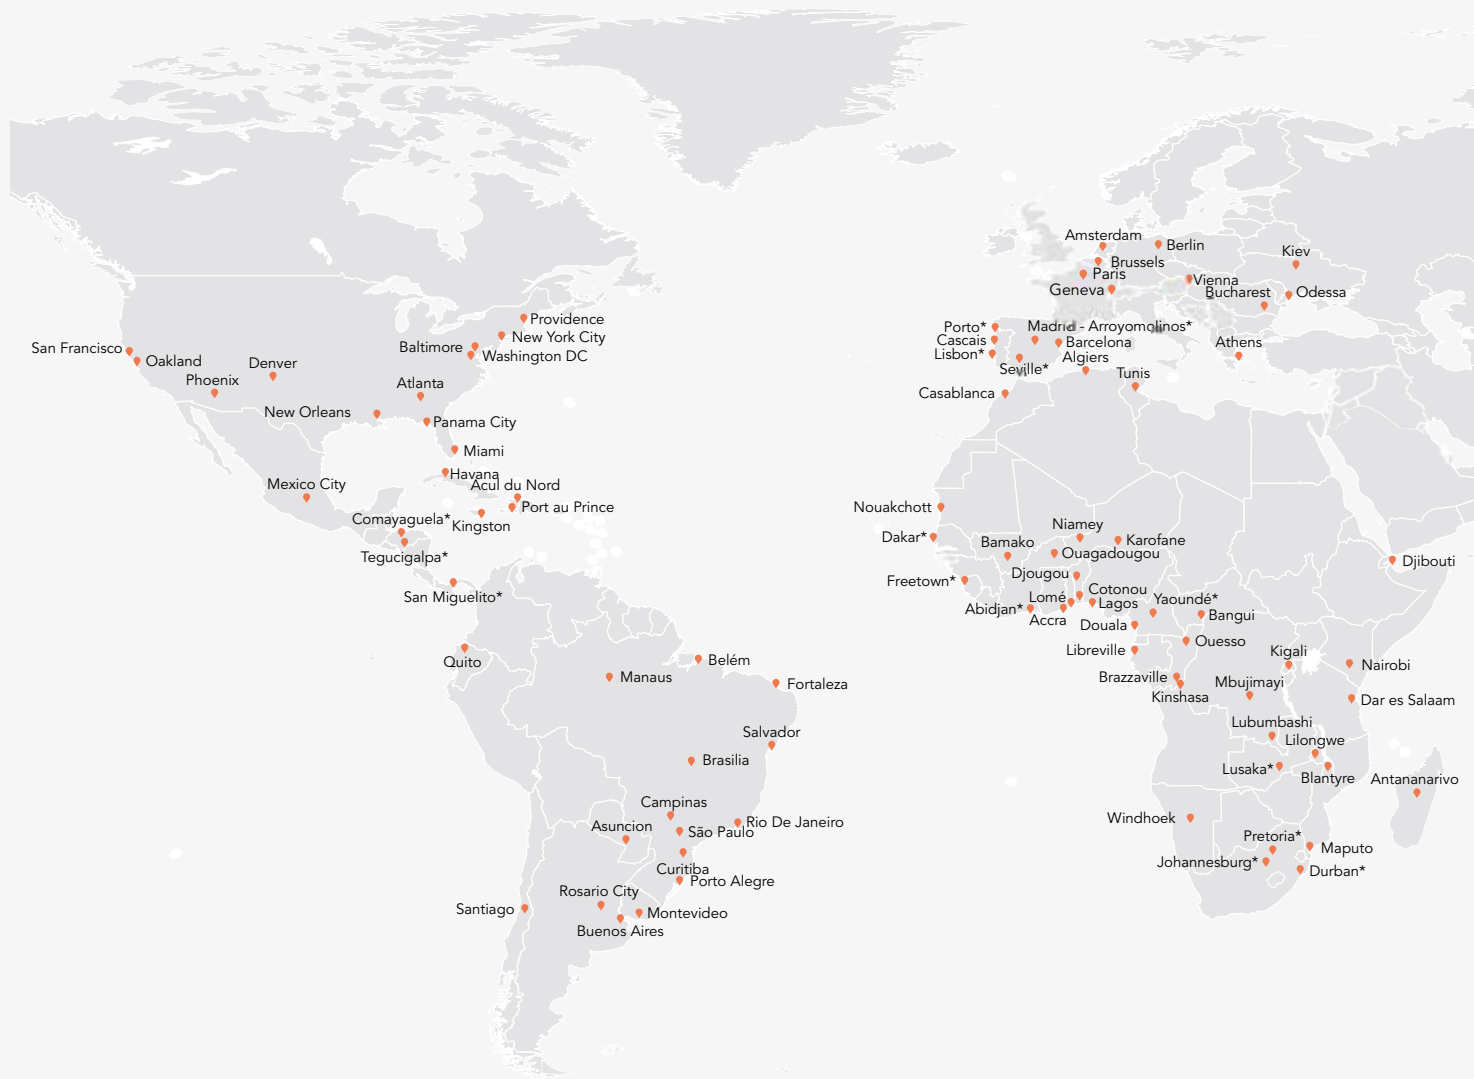 Amsterdam
Berlin
Kiev
Brussels
Paris
Vienna
Geneva
Bucharest
Odessa
Providence
Porto*
Madrid - Arroyomolinos*
New York City
Cascais
Barcelona
Athens
San Francisco
Baltimore
Washington DC
Lisbon*
Algiers
Oakland
Denver
Seville*
Tunis
Phoenix
Atlanta
Casablanca
New Orleans
Panama City
Miami
Havana
Mexico City
Acul du Nord
Port au Prince
Nouakchott
Comayaguela*
Kingston
Niamey
Dakar*
Bamako
Karofane
Tegucigalpa*
Ouagadougou
Djibouti
Freetown*
Djougou
San Miguelito*
Lomé
Cotonou
Abidjan*
Lagos
Yaoundé*
Accra
Bangui
Douala
Libreville
Ouesso
Kigali
Quito
Belém
Nairobi
Manaus
Brazzaville
Mbujimayi
Fortaleza
Kinshasa
Dar es Salaam
Salvador
Lubumbashi
Lilongwe
Brasilia
Lusaka*
Blantyre
Antananarivo
Campinas
Windhoek
Asuncion
São Paulo
Rio De Janeiro
Pretoria*
Maputo
Johannesburg*
Durban*
Curitiba
Porto Alegre
Rosario City
Santiago
Montevideo
Buenos Aires